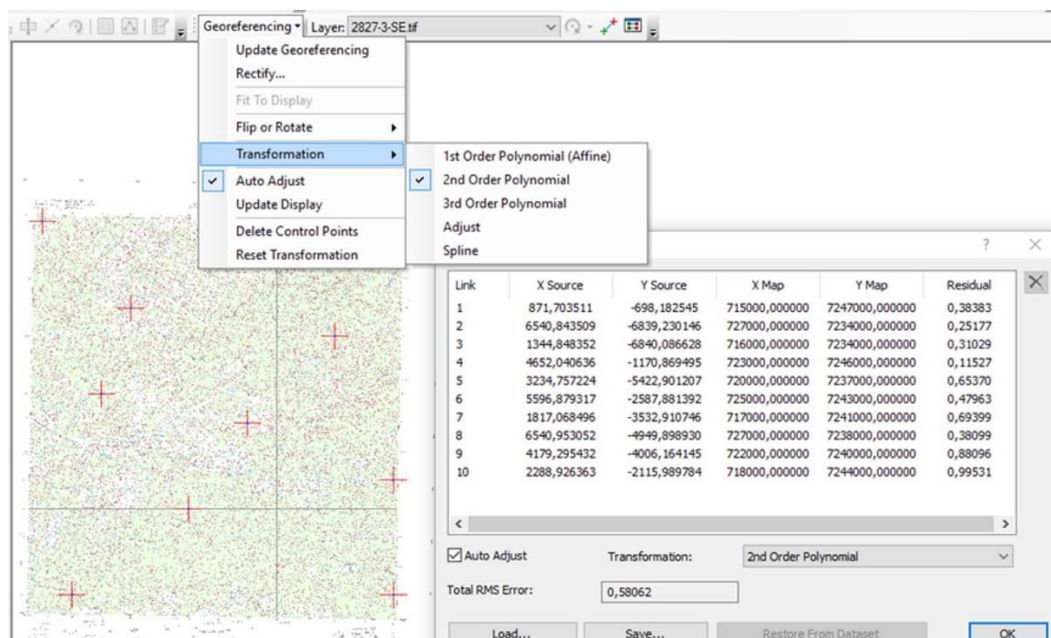 Georeferencing Layer: 2827-3-SE.tif
Update Georeferencing
Rectify...
Fit To Display
Flip or Rotate
Transformation
Auto Adjust
Update Display
Delete Control Points
Reset Transformation
1st Order Polynomial (Affine)
2nd Order Polynomial
3rd Order Polynomial
Adjust
Spline
?
Link X Source Y Source X Map Y Map Residual
1 871,703511 -698,182545 715000,000000 7247000,000000 0,38383
2 6540,843509 -6839,230146 727000,000000 7234000,000000 0,25177
3 1344,848352 -6840,086628 716000,000000 7234000,000000 0,31029
4 4652,040636 -1170,869495 723000,000000 7246000,000000 0,11527
5 3234,757224 -5422,901207 720000,000000 7237000,000000 0,65370
6 5596,879317 -2587,881392 725000,000000 7243000,000000 0,47963
7 1817,068496 -3532,910746 717000,000000 7241000,000000 0,69399
8 6540,953052 -4949,898930 727000,000000 7238000,000000 0,38099
9 4179,295432 -4006,164145 722000,000000 7240000,000000 0,88096
10 2288,926363 -2115,989784 718000,000000 7244000,000000 0,99531
Auto Adjust Transformation: 2nd Order Polynomial
Total RMS Error: 0,58062
Load... Save... Restore From Dataset OK